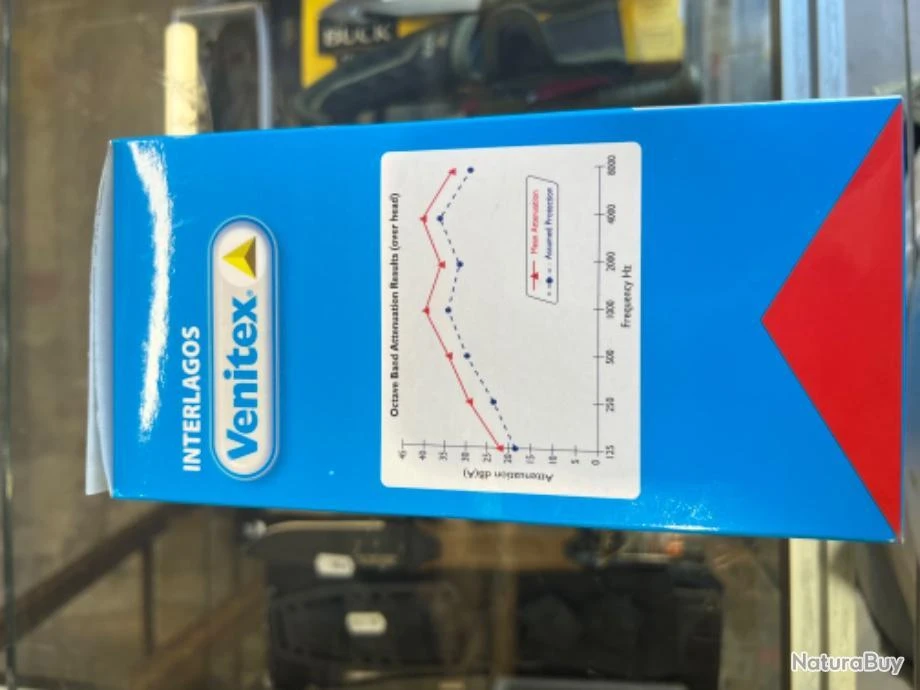 BUCK
INTERLAGOS
Venitex
Octave Band Attenuation Results (over head)
Attenuation dB(A)
45
40
35
30
25
20
15
10
5
0
Mean Attenuation
Assumed Protection
125 250 500 1000 2000 4000 8000
Frequency Hz
NaturaBuy